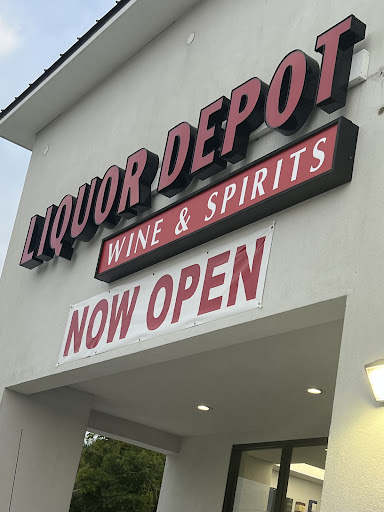 LIQUOR DEPOT
WINE & SPIRITS
NOW OPEN